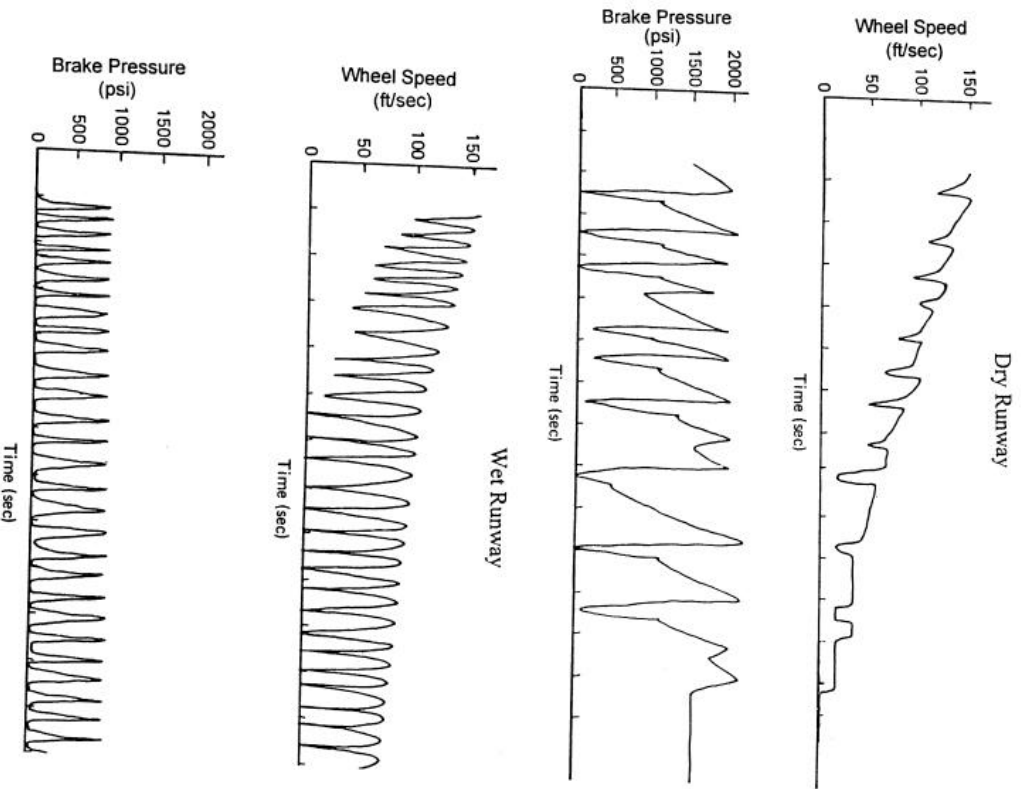 Dry Runway
Wheel Speed
(ft/sec)
150
100
50
0
Time (sec)
Brake Pressure
(psi)
2000
1500
1000
500
0
Time (sec)
Wet Runway
Wheel Speed
(ft/sec)
150
100
50
0
Time (sec)
Brake Pressure
(psi)
2000
1000
500
0
Time (sec)